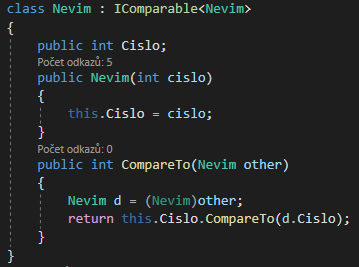 class Nevim : IComparable<Nevim>
{
    public int Cislo;
    Počet odkazů: 5
    public Nevim(int cislo)
    {
        this.Cislo = cislo;
    }
    Počet odkazů: 0
    public int CompareTo(Nevim other)
    {
        Nevim d = (Nevim)other;
        return this.Cislo.CompareTo(d.Cislo);
    }
}